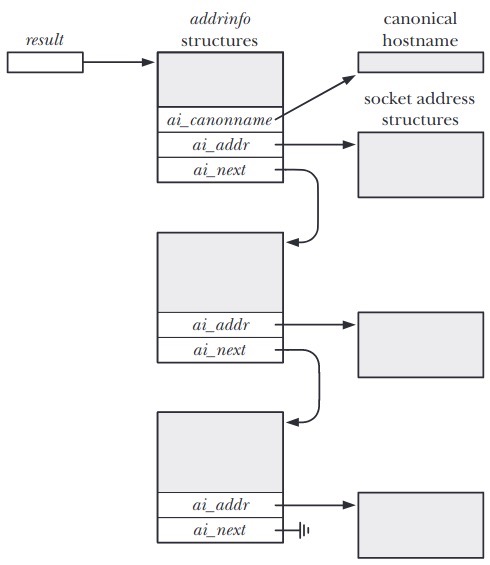 result
addrinfo
structures
canonical
hostname
ai_canonname
ai_addr
ai_next
socket address
structures
ai_addr
ai_next
ai_addr
ai_next